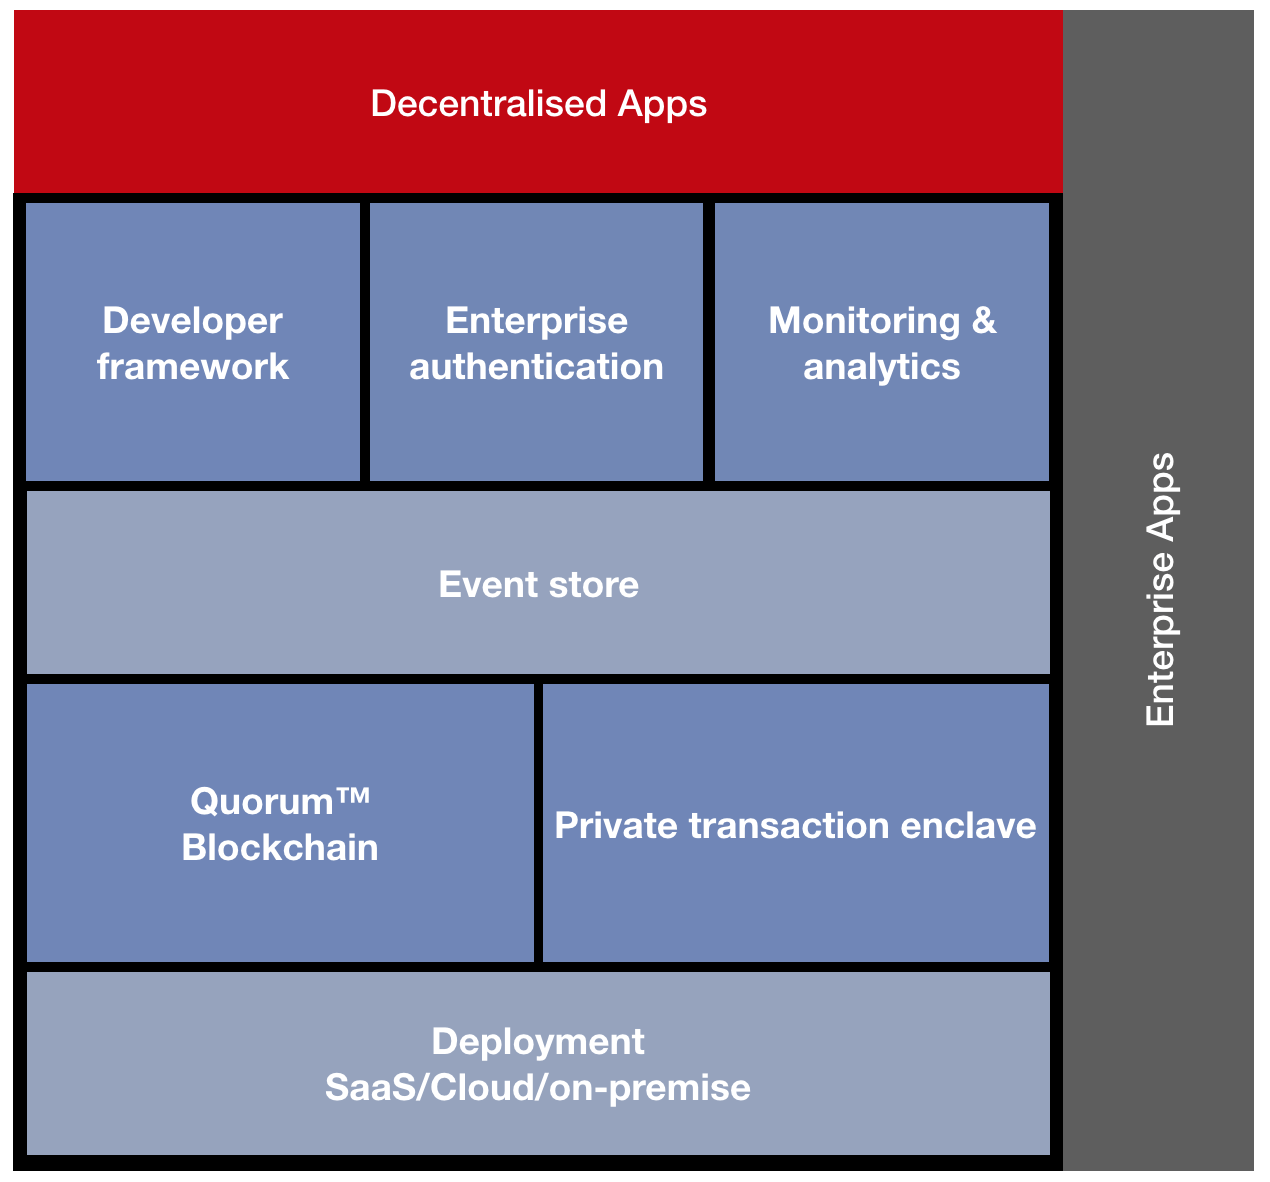 Decentralised Apps
Developer
framework
Enterprise
authentication
Monitoring &
analytics
Event store
Quorum™
Blockchain
Private transaction enclave
Deployment
SaaS/Cloud/on-premise
Enterprise Apps